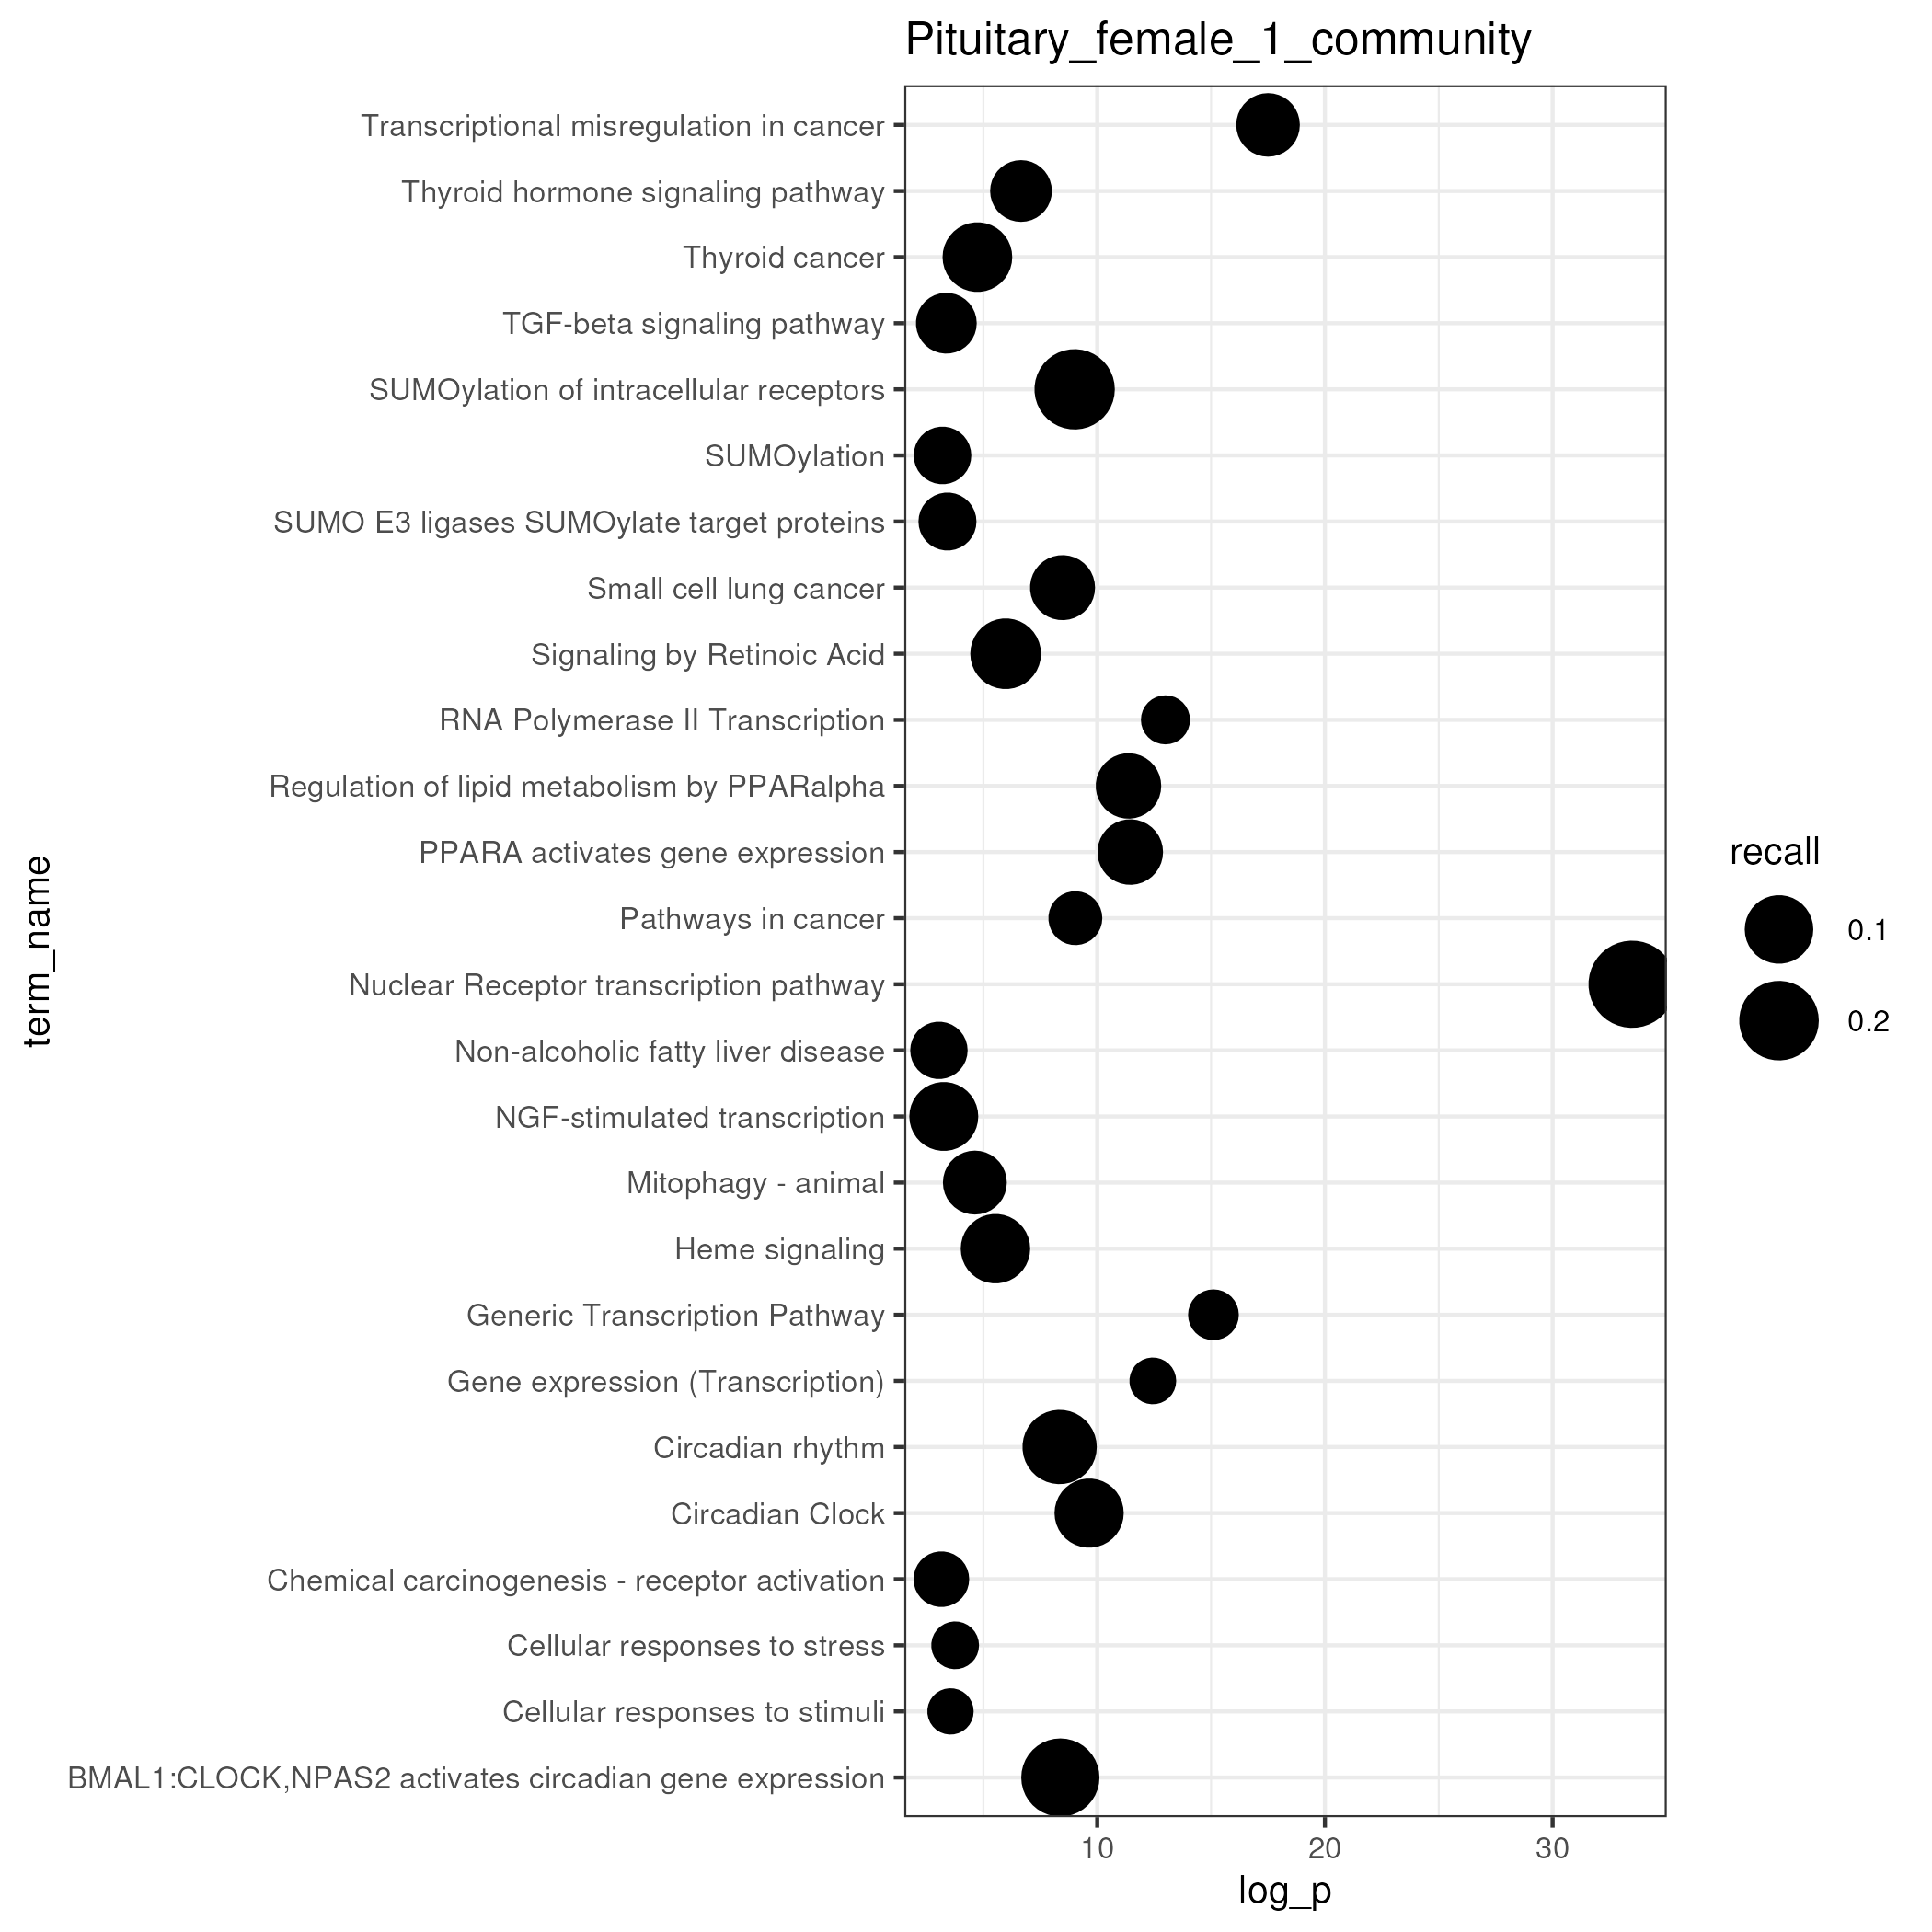 Pituitary_female_1_community
Transcriptional misregulation in cancer
Thyroid hormone signaling pathway
Thyroid cancer
TGF-beta signaling pathway
SUMOylation of intracellular receptors
SUMOylation
SUMO E3 ligases SUMOylate target proteins
Small cell lung cancer
Signaling by Retinoic Acid
RNA Polymerase II Transcription
Regulation of lipid metabolism by PPARalpha
PPARA activates gene expression
Pathways in cancer
Nuclear Receptor transcription pathway
Non-alcoholic fatty liver disease
NGF-stimulated transcription
Mitophagy - animal
Heme signaling
Generic Transcription Pathway
Gene expression (Transcription)
Circadian rhythm
Circadian Clock
Chemical carcinogenesis - receptor activation
Cellular responses to stress
Cellular responses to stimuli
BMAL1:CLOCK,NPAS2 activates circadian gene expression
term_name
10 20 30
log_p
recall
0.1
0.2